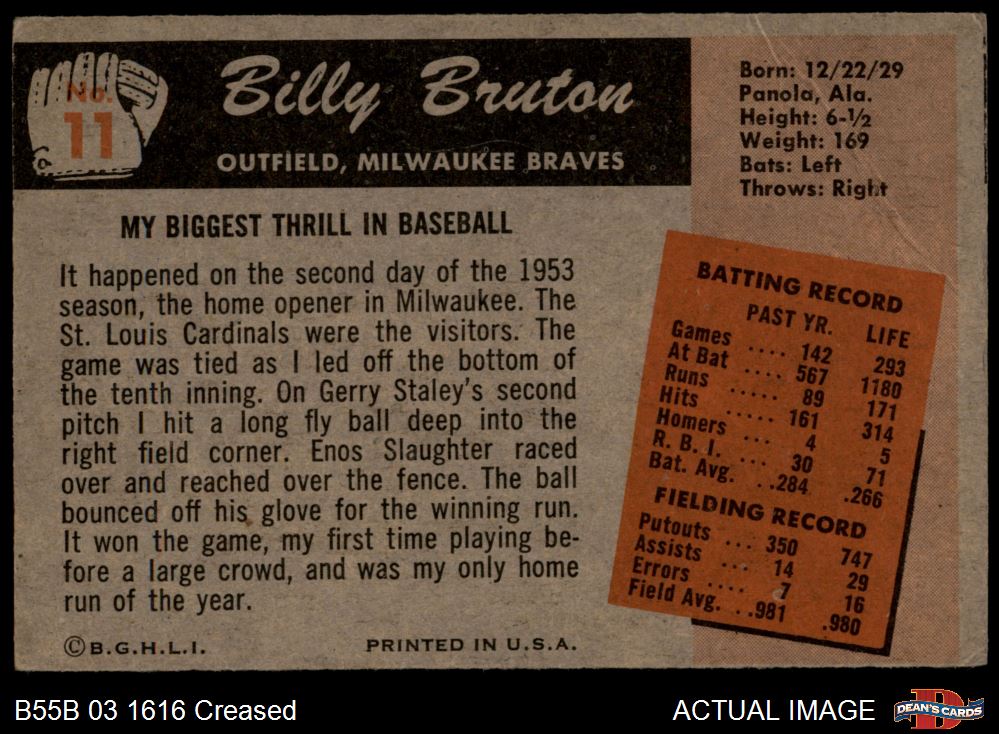 No. 11
Billy Bruton
OUTFIELD, MILWAUKEE BRAVES
Born: 12/22/29
Panola, Ala.
Height: 6-½
Weight: 169
Bats: Left
Throws: Right
MY BIGGEST THRILL IN BASEBALL
It happened on the second day of the 1953
season, the home opener in Milwaukee. The
St. Louis Cardinals were the visitors. The
game was tied as I led off the bottom of
the tenth inning. On Gerry Staley's second
pitch I hit a long fly ball deep into the
right field corner. Enos Slaughter raced
over and reached over the fence. The ball
bounced off his glove for the winning run.
It won the game, my first time playing be-
fore a large crowd, and was my only home
run of the year.
BATTING RECORD
PAST YR. LIFE
Games .... 142 293
At Bat .... 567 1180
Runs ..... 89 171
Hits ..... 161 314
Homers ... 4 5
R. B. I. ... 30 71
Bat. Avg. ..284 .266
FIELDING RECORD
Putouts ... 350 747
Assists ... 14 29
Errors .... 7 16
Field Avg. ..981 .980
©B.G.H.L.I. PRINTED IN U.S.A.
B55B 03 1616 Creased ACTUAL IMAGE
D DEAN'S CARDS